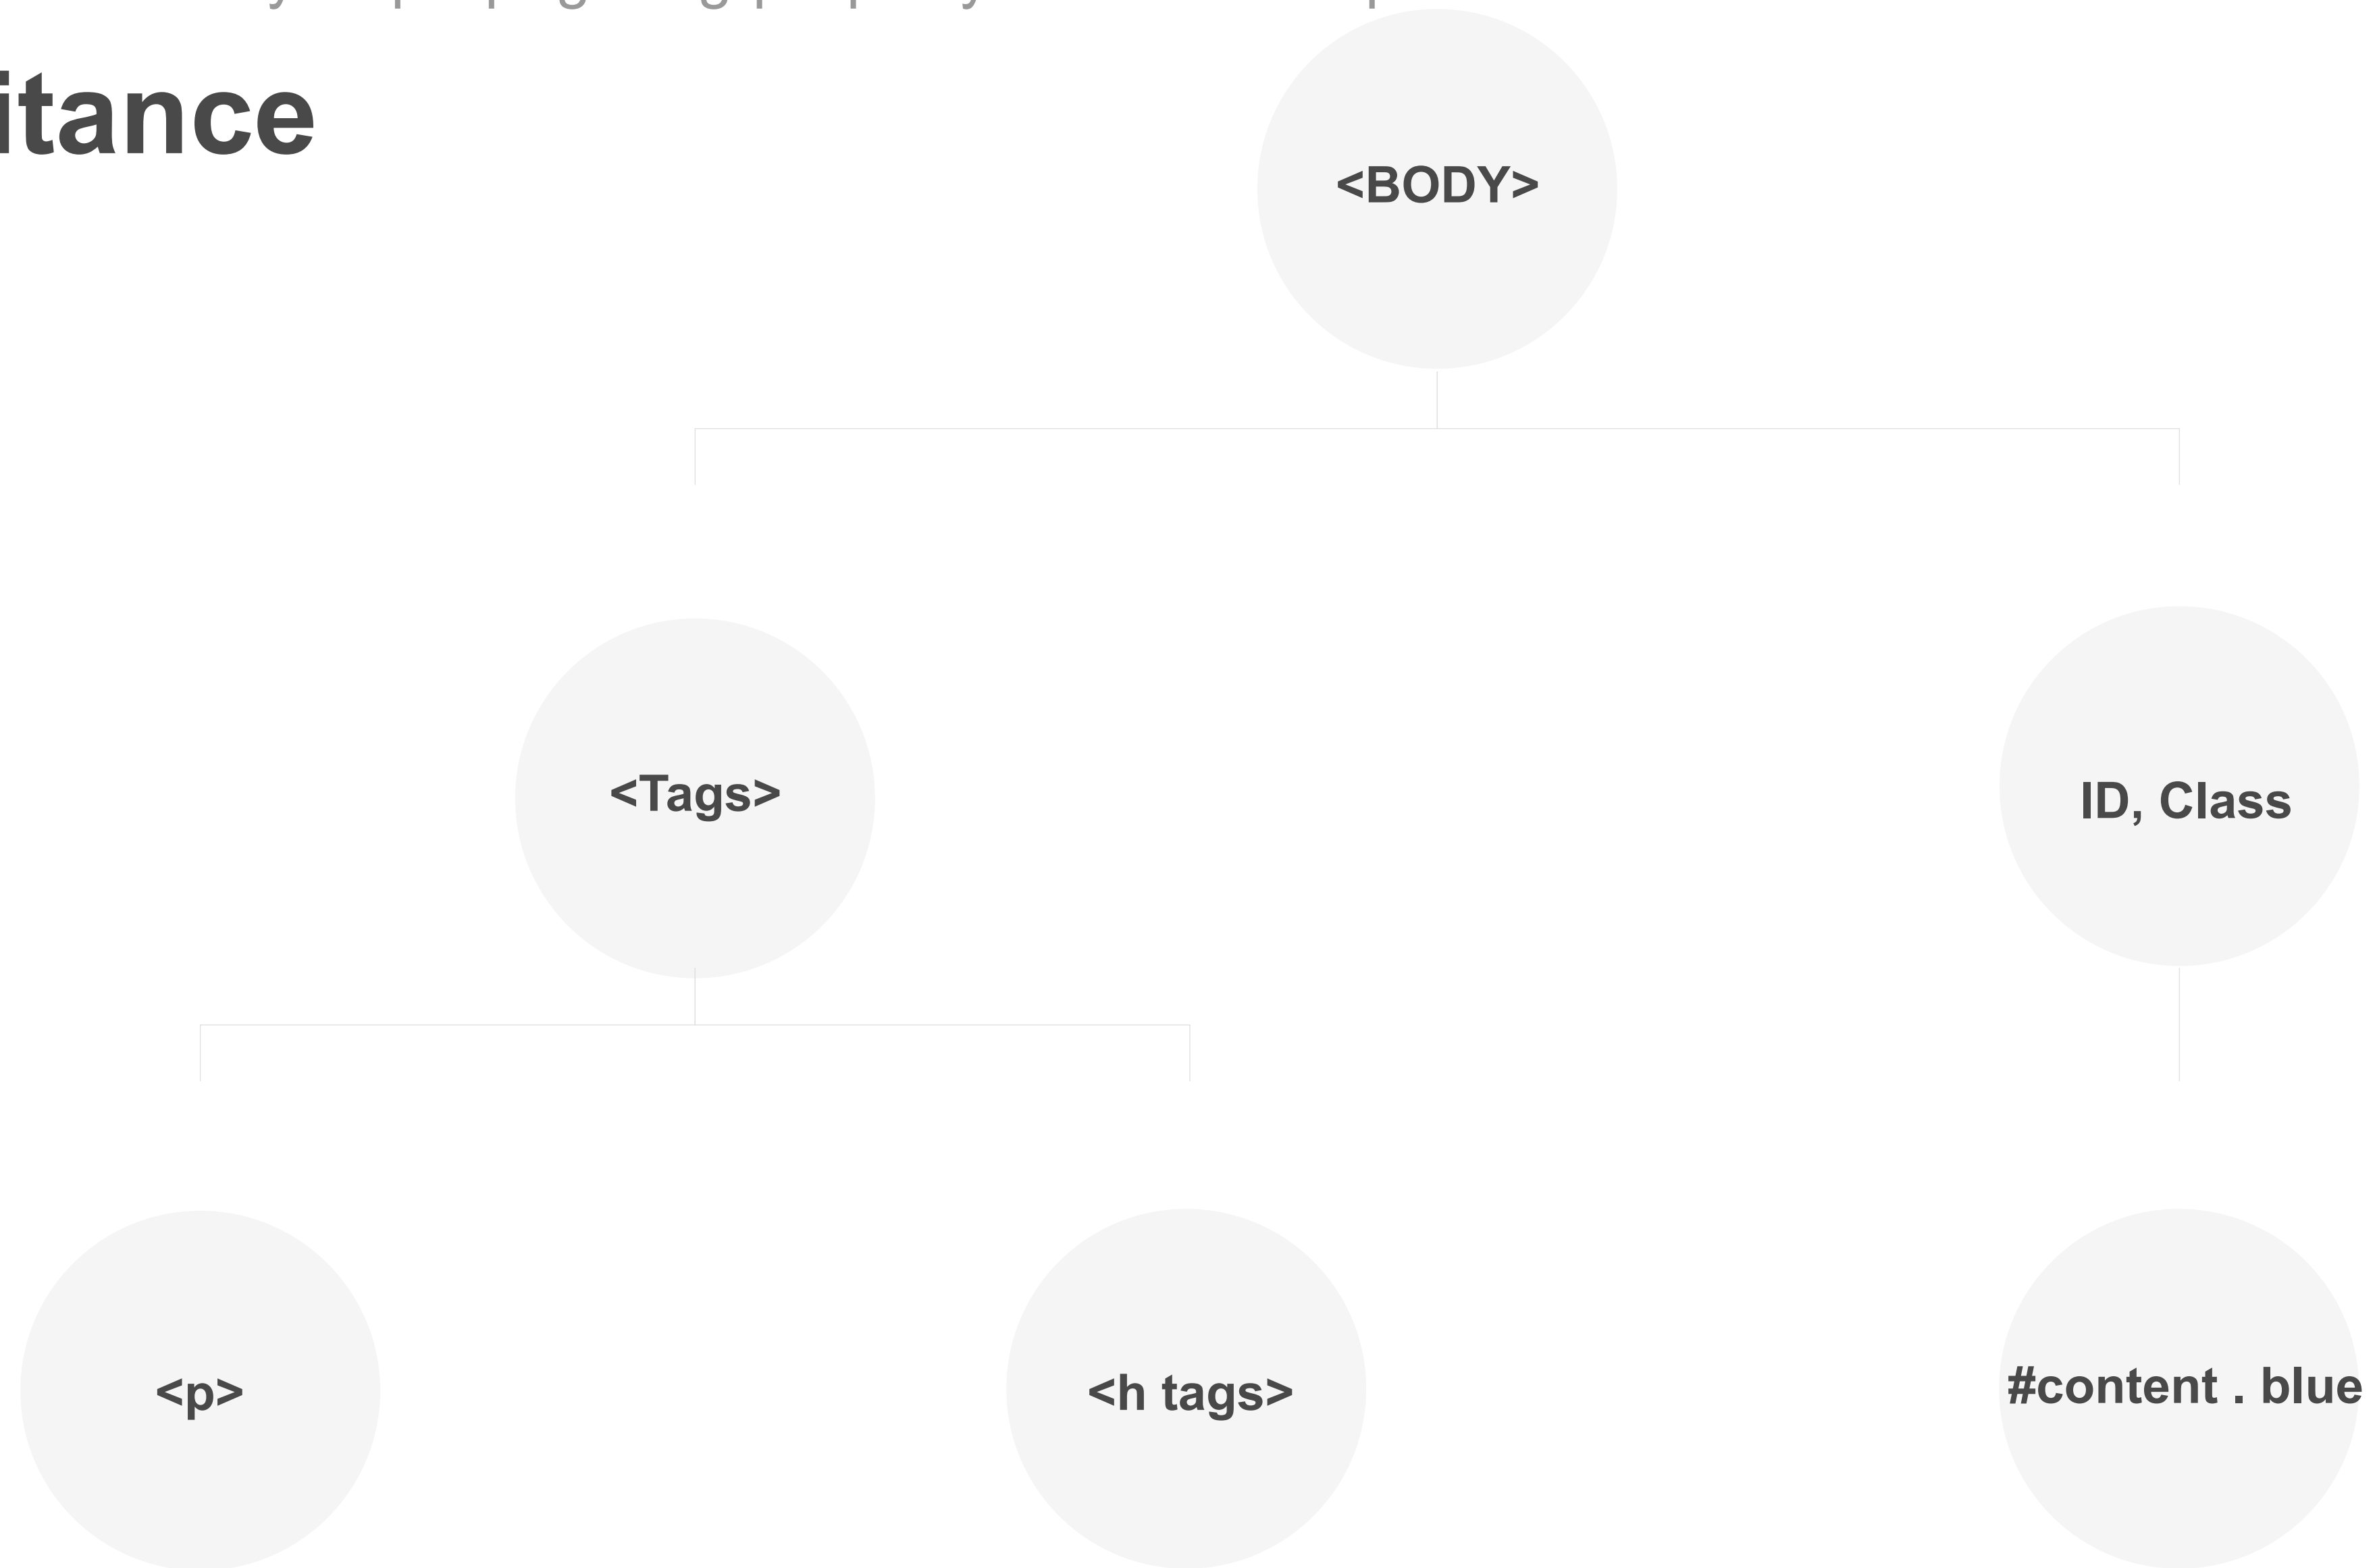 itance
<BODY>
<Tags>
ID, Class
<p>
<h tags>
#content . blue